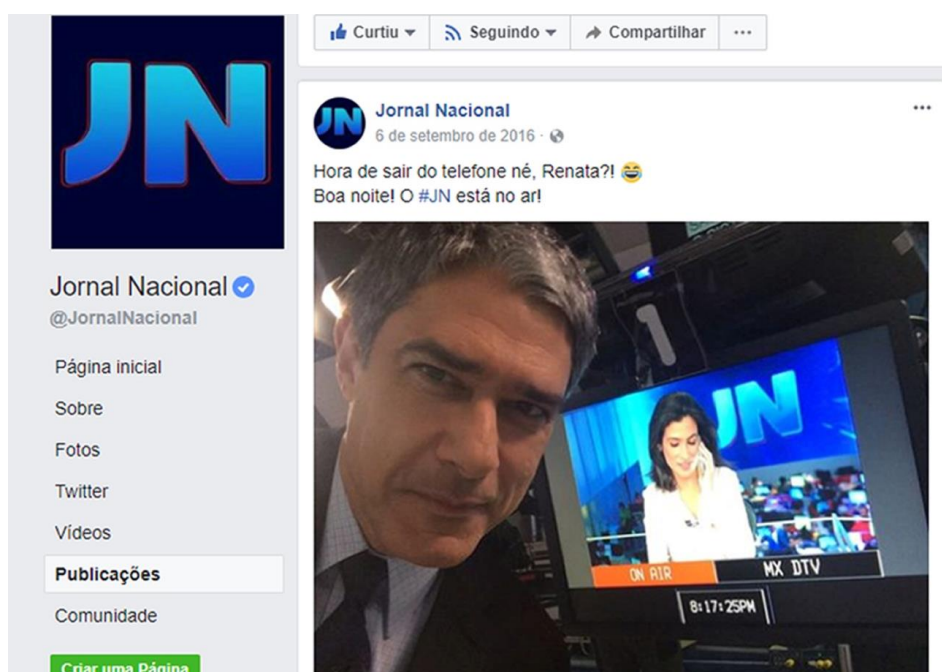 JN
Curtiu
Seguindo
Compartilhar
JN
Jornal Nacional
6 de setembro de 2016
Hora de sair do telefone né, Renata?! 😂
Boa noite! O #JN está no ar!
Jornal Nacional
@JornalNacional
Página inicial
Sobre
Fotos
Twitter
Vídeos
Publicações
Comunidade
Criar uma Página
1
JN
ON AIR
MX DTV
8:17:25PM